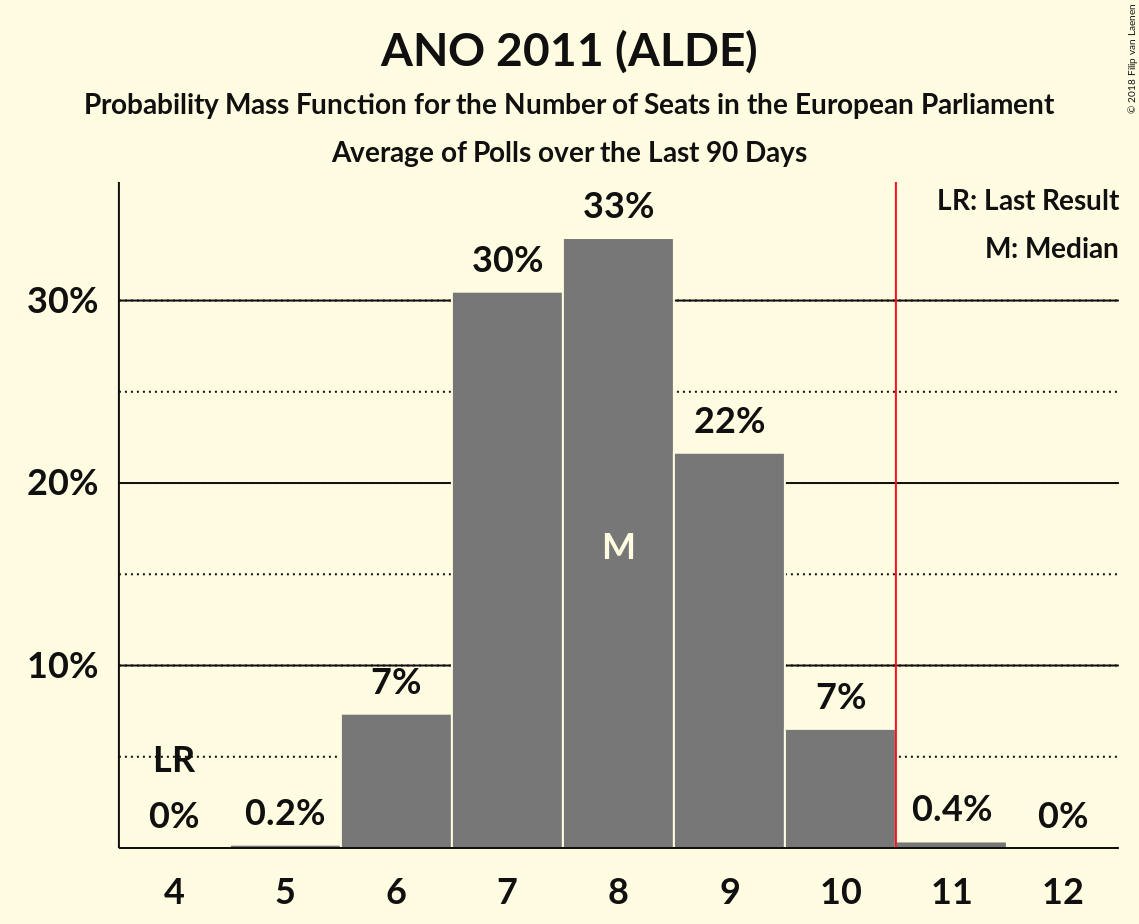 ANO 2011 (ALDE)
Probability Mass Function for the Number of Seats in the European Parliament
Average of Polls over the Last 90 Days
© 2018 Filip van Laenen
LR: Last Result
M: Median
33%
30%
30%
22%
20%
M
10%
7%
7%
LR
0%
0.2%
0.4%
0%
4 5 6 7 8 9 10 11 12